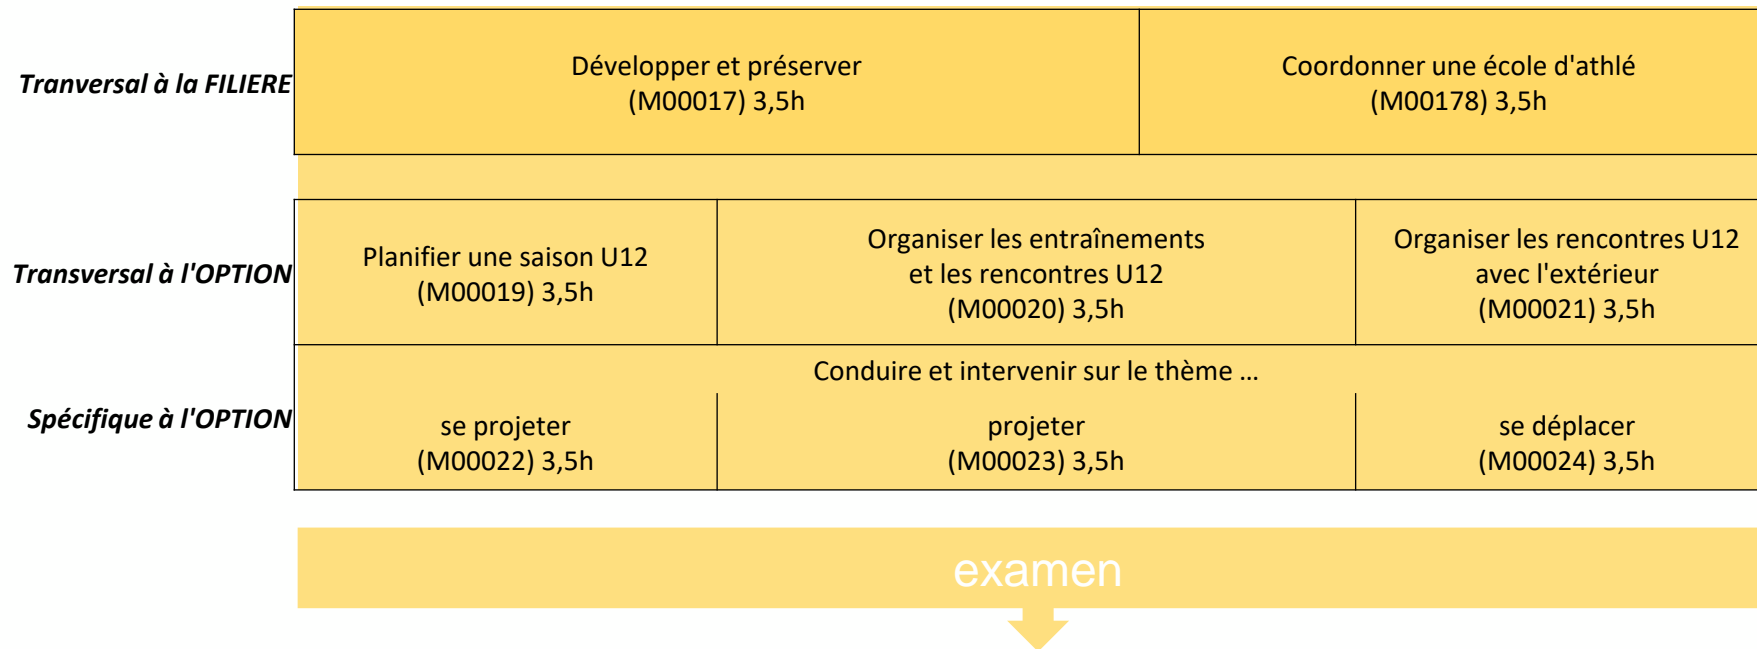 Tranversal à la FILIERE
Développer et préserver
(M00017) 3,5h
Coordonner une école d'athlé
(M00178) 3,5h
Transversal à l'OPTION
Planifier une saison U12
(M00019) 3,5h
Organiser les entraînements
et les rencontres U12
(M00020) 3,5h
Organiser les rencontres U12
avec l'extérieur
(M00021) 3,5h
Spécifique à l'OPTION
Conduire et intervenir sur le thème …
se projeter
(M00022) 3,5h
projeter
(M00023) 3,5h
se déplacer
(M00024) 3,5h
examen